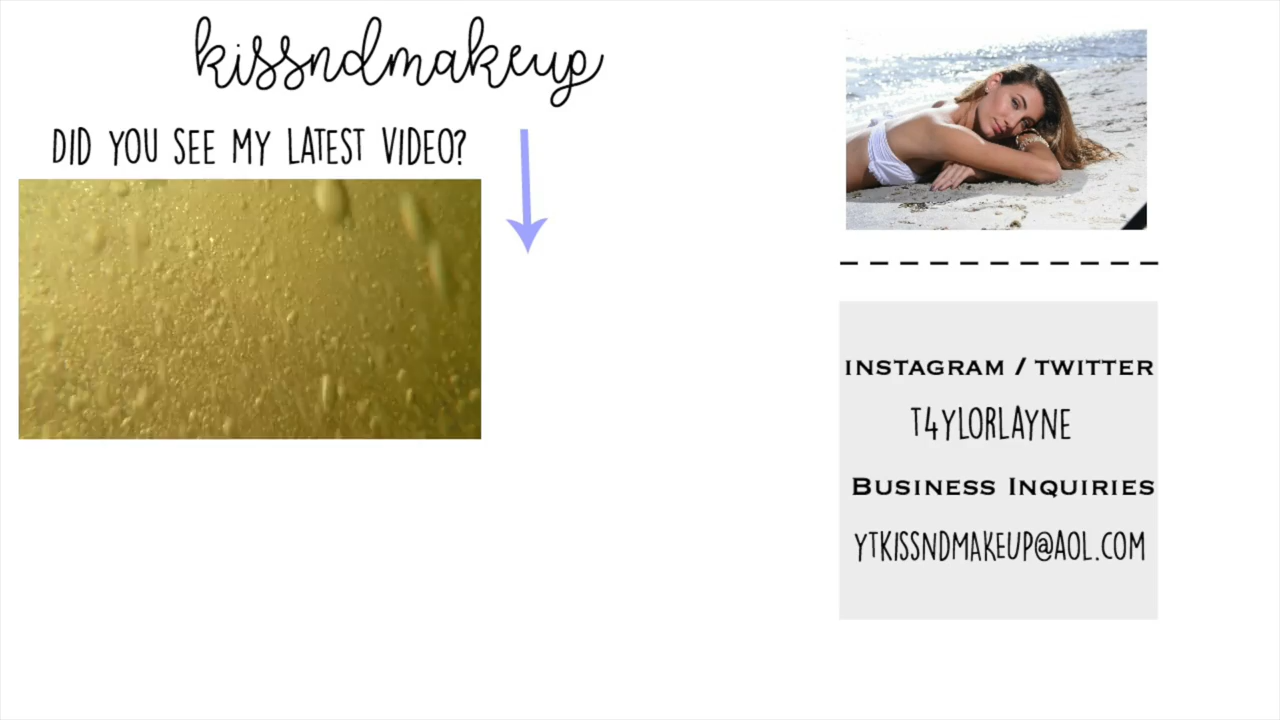 kissndmakeup
DID YOU SEE MY LATEST VIDEO?
INSTAGRAM / TWITTER
T4YLORLAYNE
BUSINESS INQUIRIES
YTKISSNDMAKEUP@AOL.COM